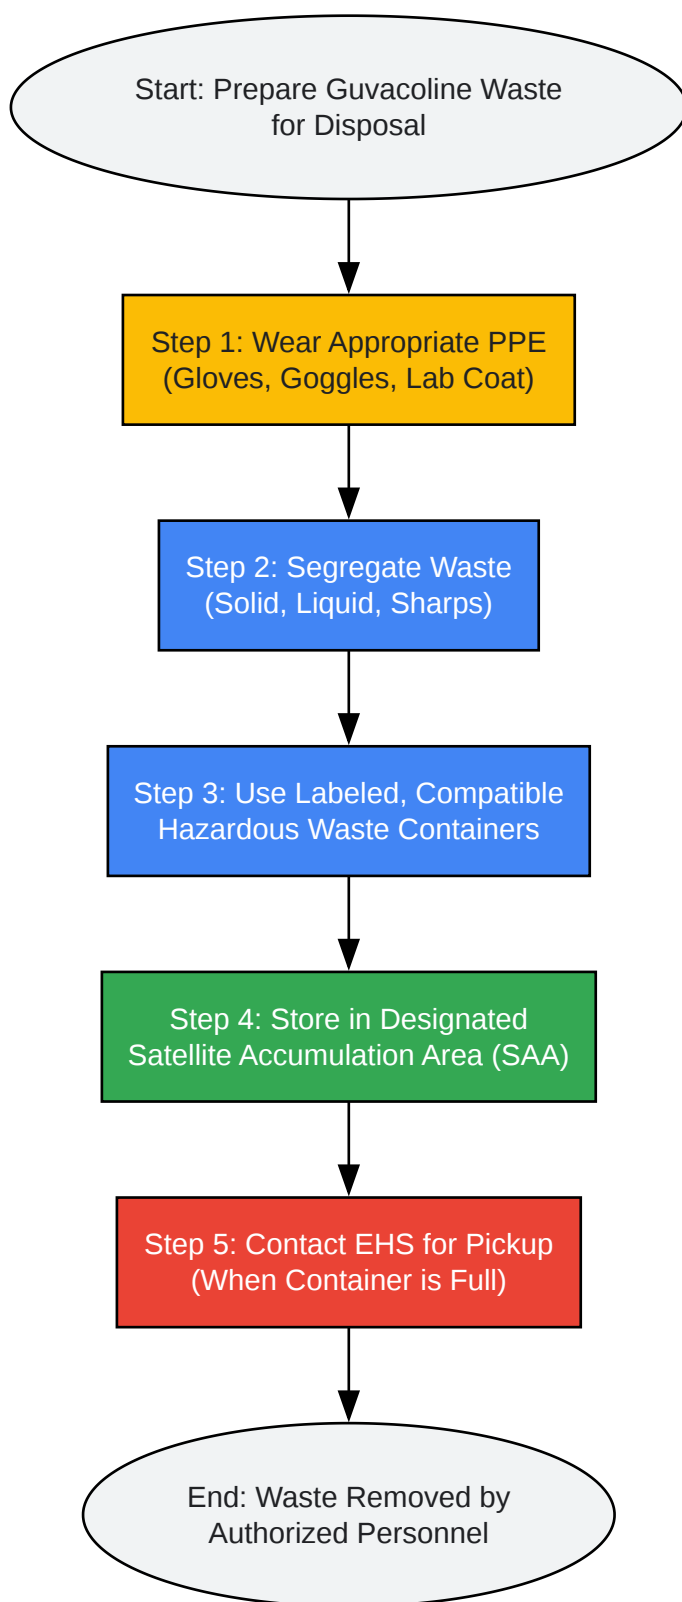 Start: Prepare Guvacoline Waste
for Disposal
Step 1: Wear Appropriate PPE
(Gloves, Goggles, Lab Coat)
Step 2: Segregate Waste
(Solid, Liquid, Sharps)
Step 3: Use Labeled, Compatible
Hazardous Waste Containers
Step 4: Store in Designated
Satellite Accumulation Area (SAA)
Step 5: Contact EHS for Pickup
(When Container is Full)
End: Waste Removed by
Authorized Personnel